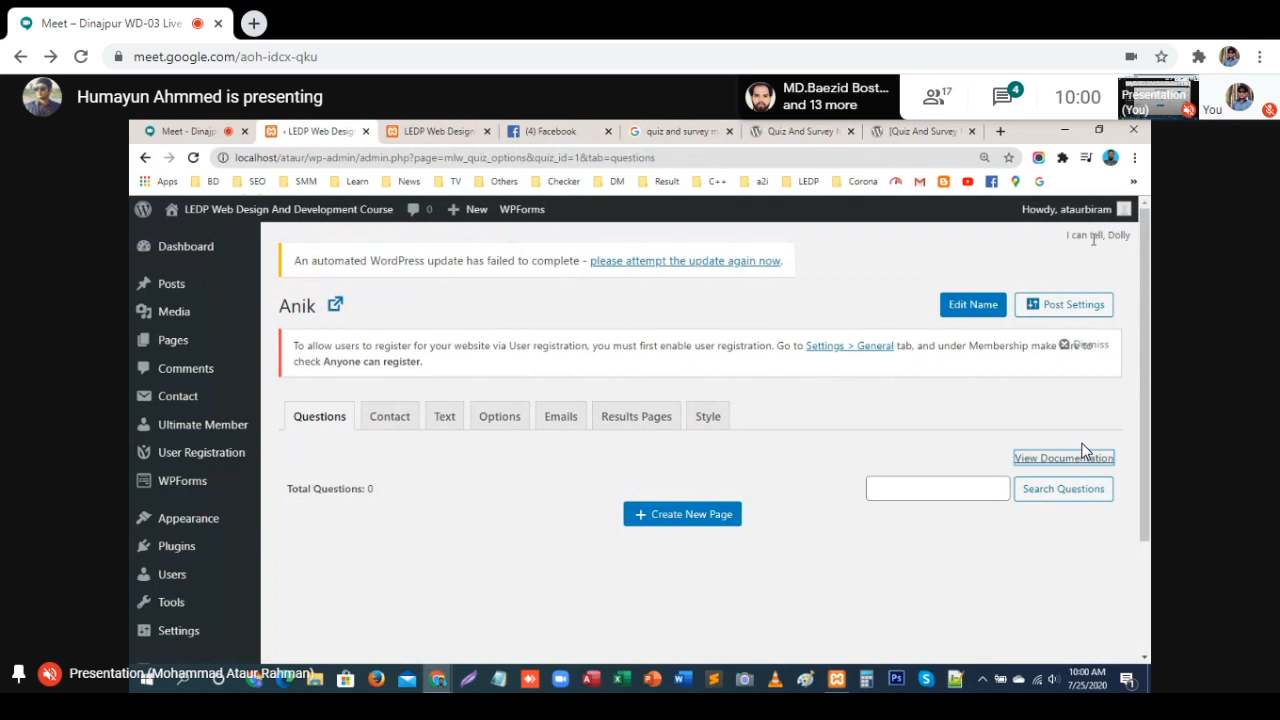 Meet – Dinajpur WD-03 Live
meet.google.com/aoh-idcx-qku
Humayun Ahmmed is presenting
MD.Baezid Bost...
and 13 more
17
4
10:00
Presentation
(You)
You
Meet - Dinajp
‹ LEDP Web Desig
LEDP Web Design
(4) Facebook
quiz and survey m
Quiz And Survey M
[Quiz And Survey
localhost/ataur/wp-admin/admin.php?page=mlw_quiz_options&quiz_id=1&tab=questions
Apps
BD
SEO
SMM
Learn
News
TV
Others
Checker
DM
Result
C++
a2i
LEDP
Corona
LEDP Web Design And Development Course
0
New
WPForms
Howdy, ataurbiram
I can tell, Dolly
Dashboard
Posts
Media
Pages
Comments
Contact
Ultimate Member
User Registration
WPForms
Appearance
Plugins
Users
Tools
Settings
An automated WordPress update has failed to complete - please attempt the update again now.
Anik
Edit Name
Post Settings
To allow users to register for your website via User registration, you must first enable user registration. Go to Settings > General tab, and under Membership make sure to
check Anyone can register.
Dismiss
Questions
Contact
Text
Options
Emails
Results Pages
Style
View Documentation
Total Questions: 0
Search Questions
Create New Page
Presentation (Mohammad Ataur Rahman)
10:00 AM
7/25/2020
1